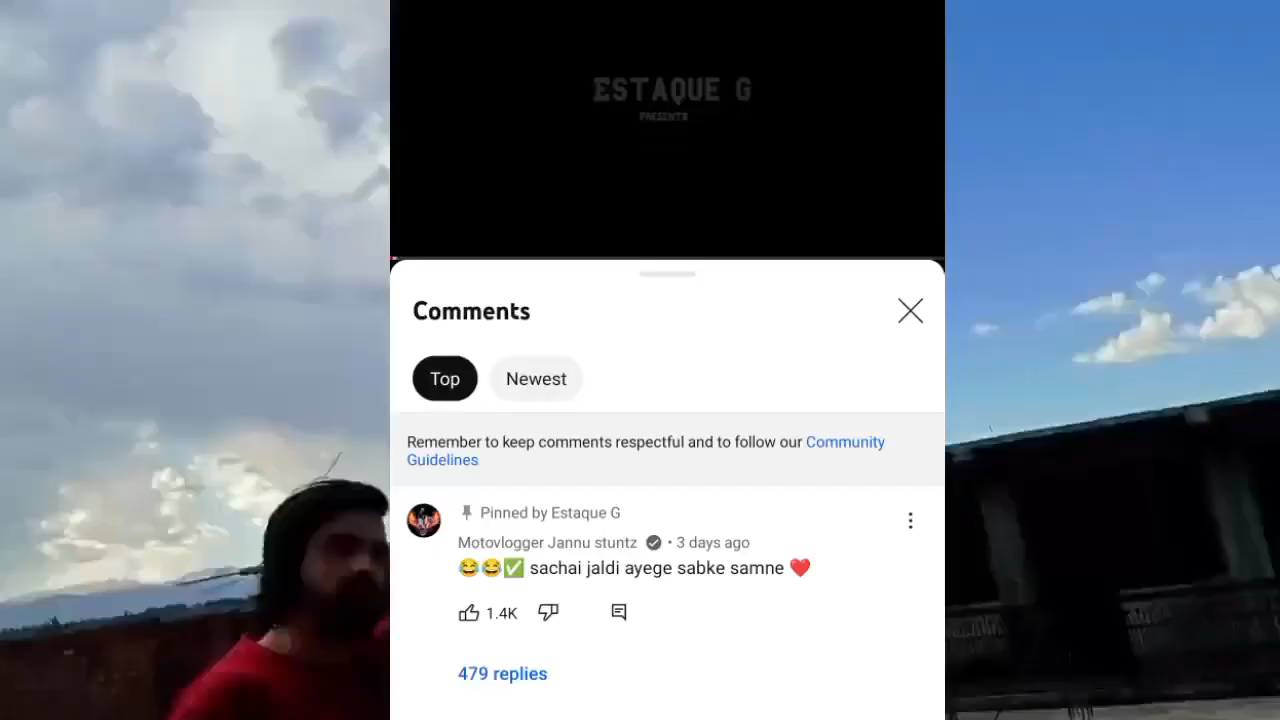 ESTAQUE G
PRESENTS
Comments
Top
Newest
Remember to keep comments respectful and to follow our Community
Guidelines
Pinned by Estaque G
Motovlogger Jannu stuntz • 3 days ago
😂😂✅ sachai jaldi ayege sabke samne ❤️
1.4K
479 replies